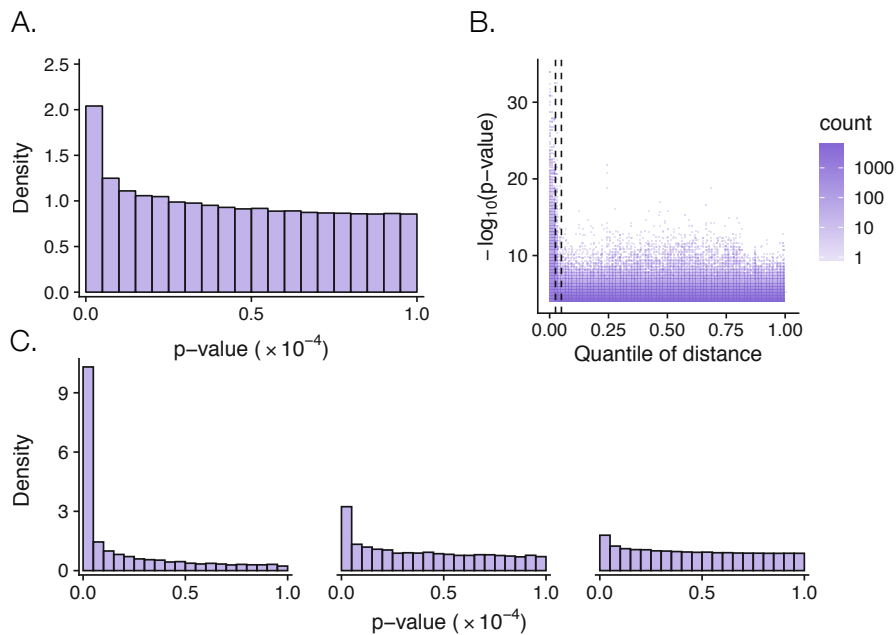 A.
2.5
2.0
1.5
1.0
0.5
0.0
Density
0.0 0.5 1.0
p−value (×10−4)
B.
30
20
10
−log10(p−value)
0.00 0.25 0.50 0.75 1.00
Quantile of distance
count
1000
100
10
1
C.
9
6
3
0
Density
0.0 0.5 1.0
0.0 0.5 1.0
0.0 0.5 1.0
p−value (×10−4)